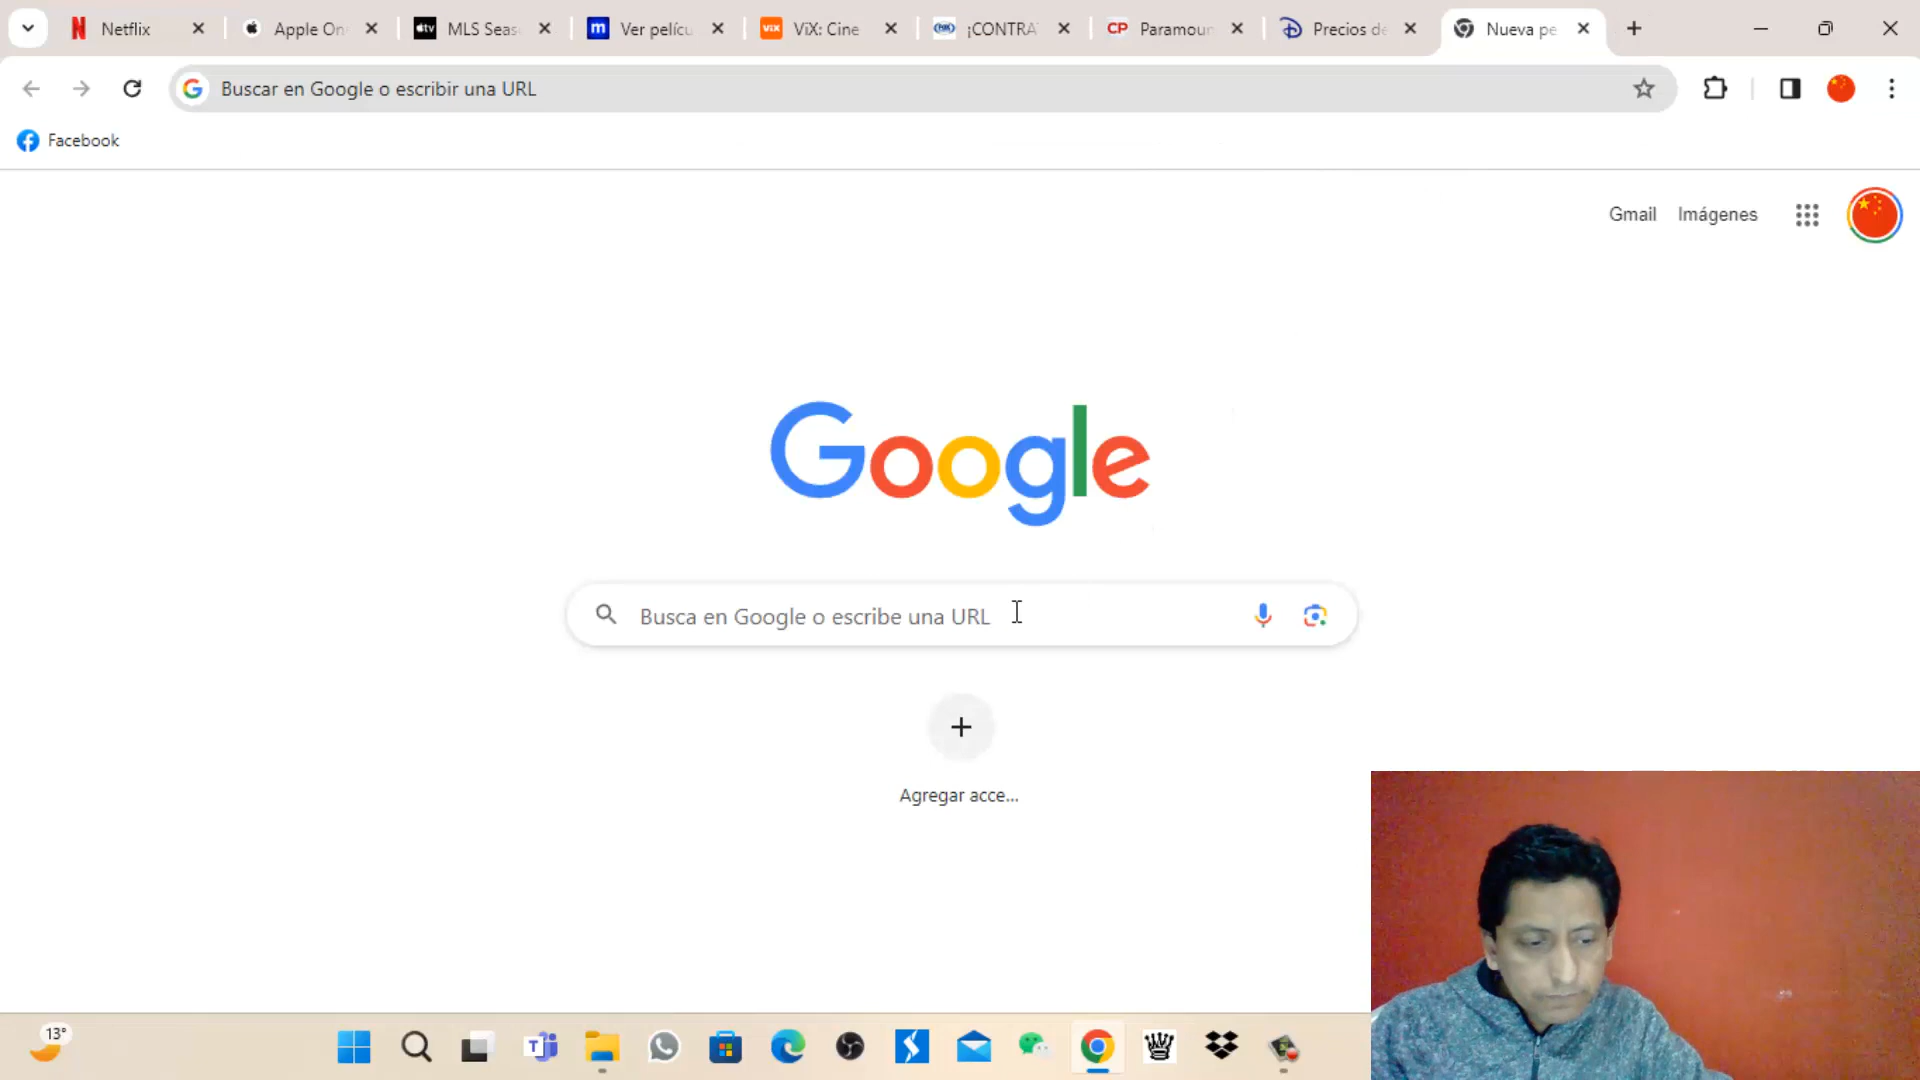 Netflix
Apple On
MLS Seas
Ver pelícu
ViX: Cine
¡CONTRA
Paramoun
Precios de
Nueva pe
Buscar en Google o escribir una URL
Facebook
Gmail
Imágenes
Google
Busca en Google o escribe una URL
Agregar acce...
13°